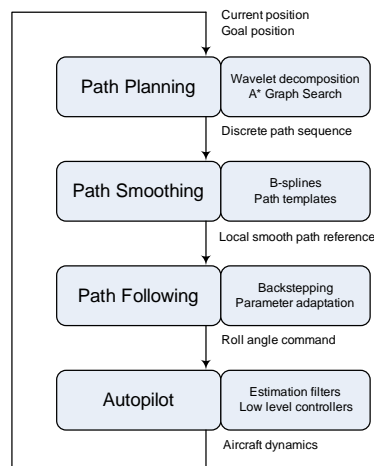 Current position
Goal position
Path Planning
Wavelet decomposition
A* Graph Search
Discrete path sequence
Path Smoothing
B-splines
Path templates
Local smooth path reference
Path Following
Backstepping
Parameter adaptation
Roll angle command
Autopilot
Estimation filters
Low level controllers
Aircraft dynamics